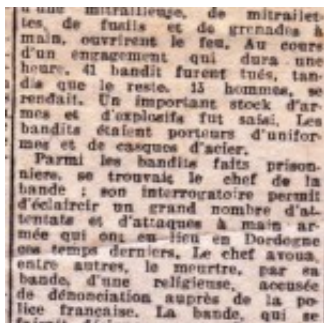 d'une mitrailleuse, de mitrailet-
tes, de fusils et de grenades à
main, ouvrirent le feu. Au cours
d'un engagement qui dura une
heure, 41 bandit furent tués, tan-
dis que le reste, 13 hommes, se
rendait. Un important stock d'ar-
mes et d'explosifs fut saisi. Les
bandits étaient porteurs d'unifor-
mes et de casques d'acier.
Parmi les bandits faits prison-
niers, se trouvait le chef de la
bande ; son interrogatoire permit
d'éclaircir un grand nombre d'at-
tentats et d'attaques à main ar-
mée qui ont eu lieu en Dordogne
ces temps derniers. Le chef avoua,
entre autres, le meurtre, par sa
bande, d'une religieuse, accusée
de dénonciation auprès de la po-
lice française. La bande, qui se